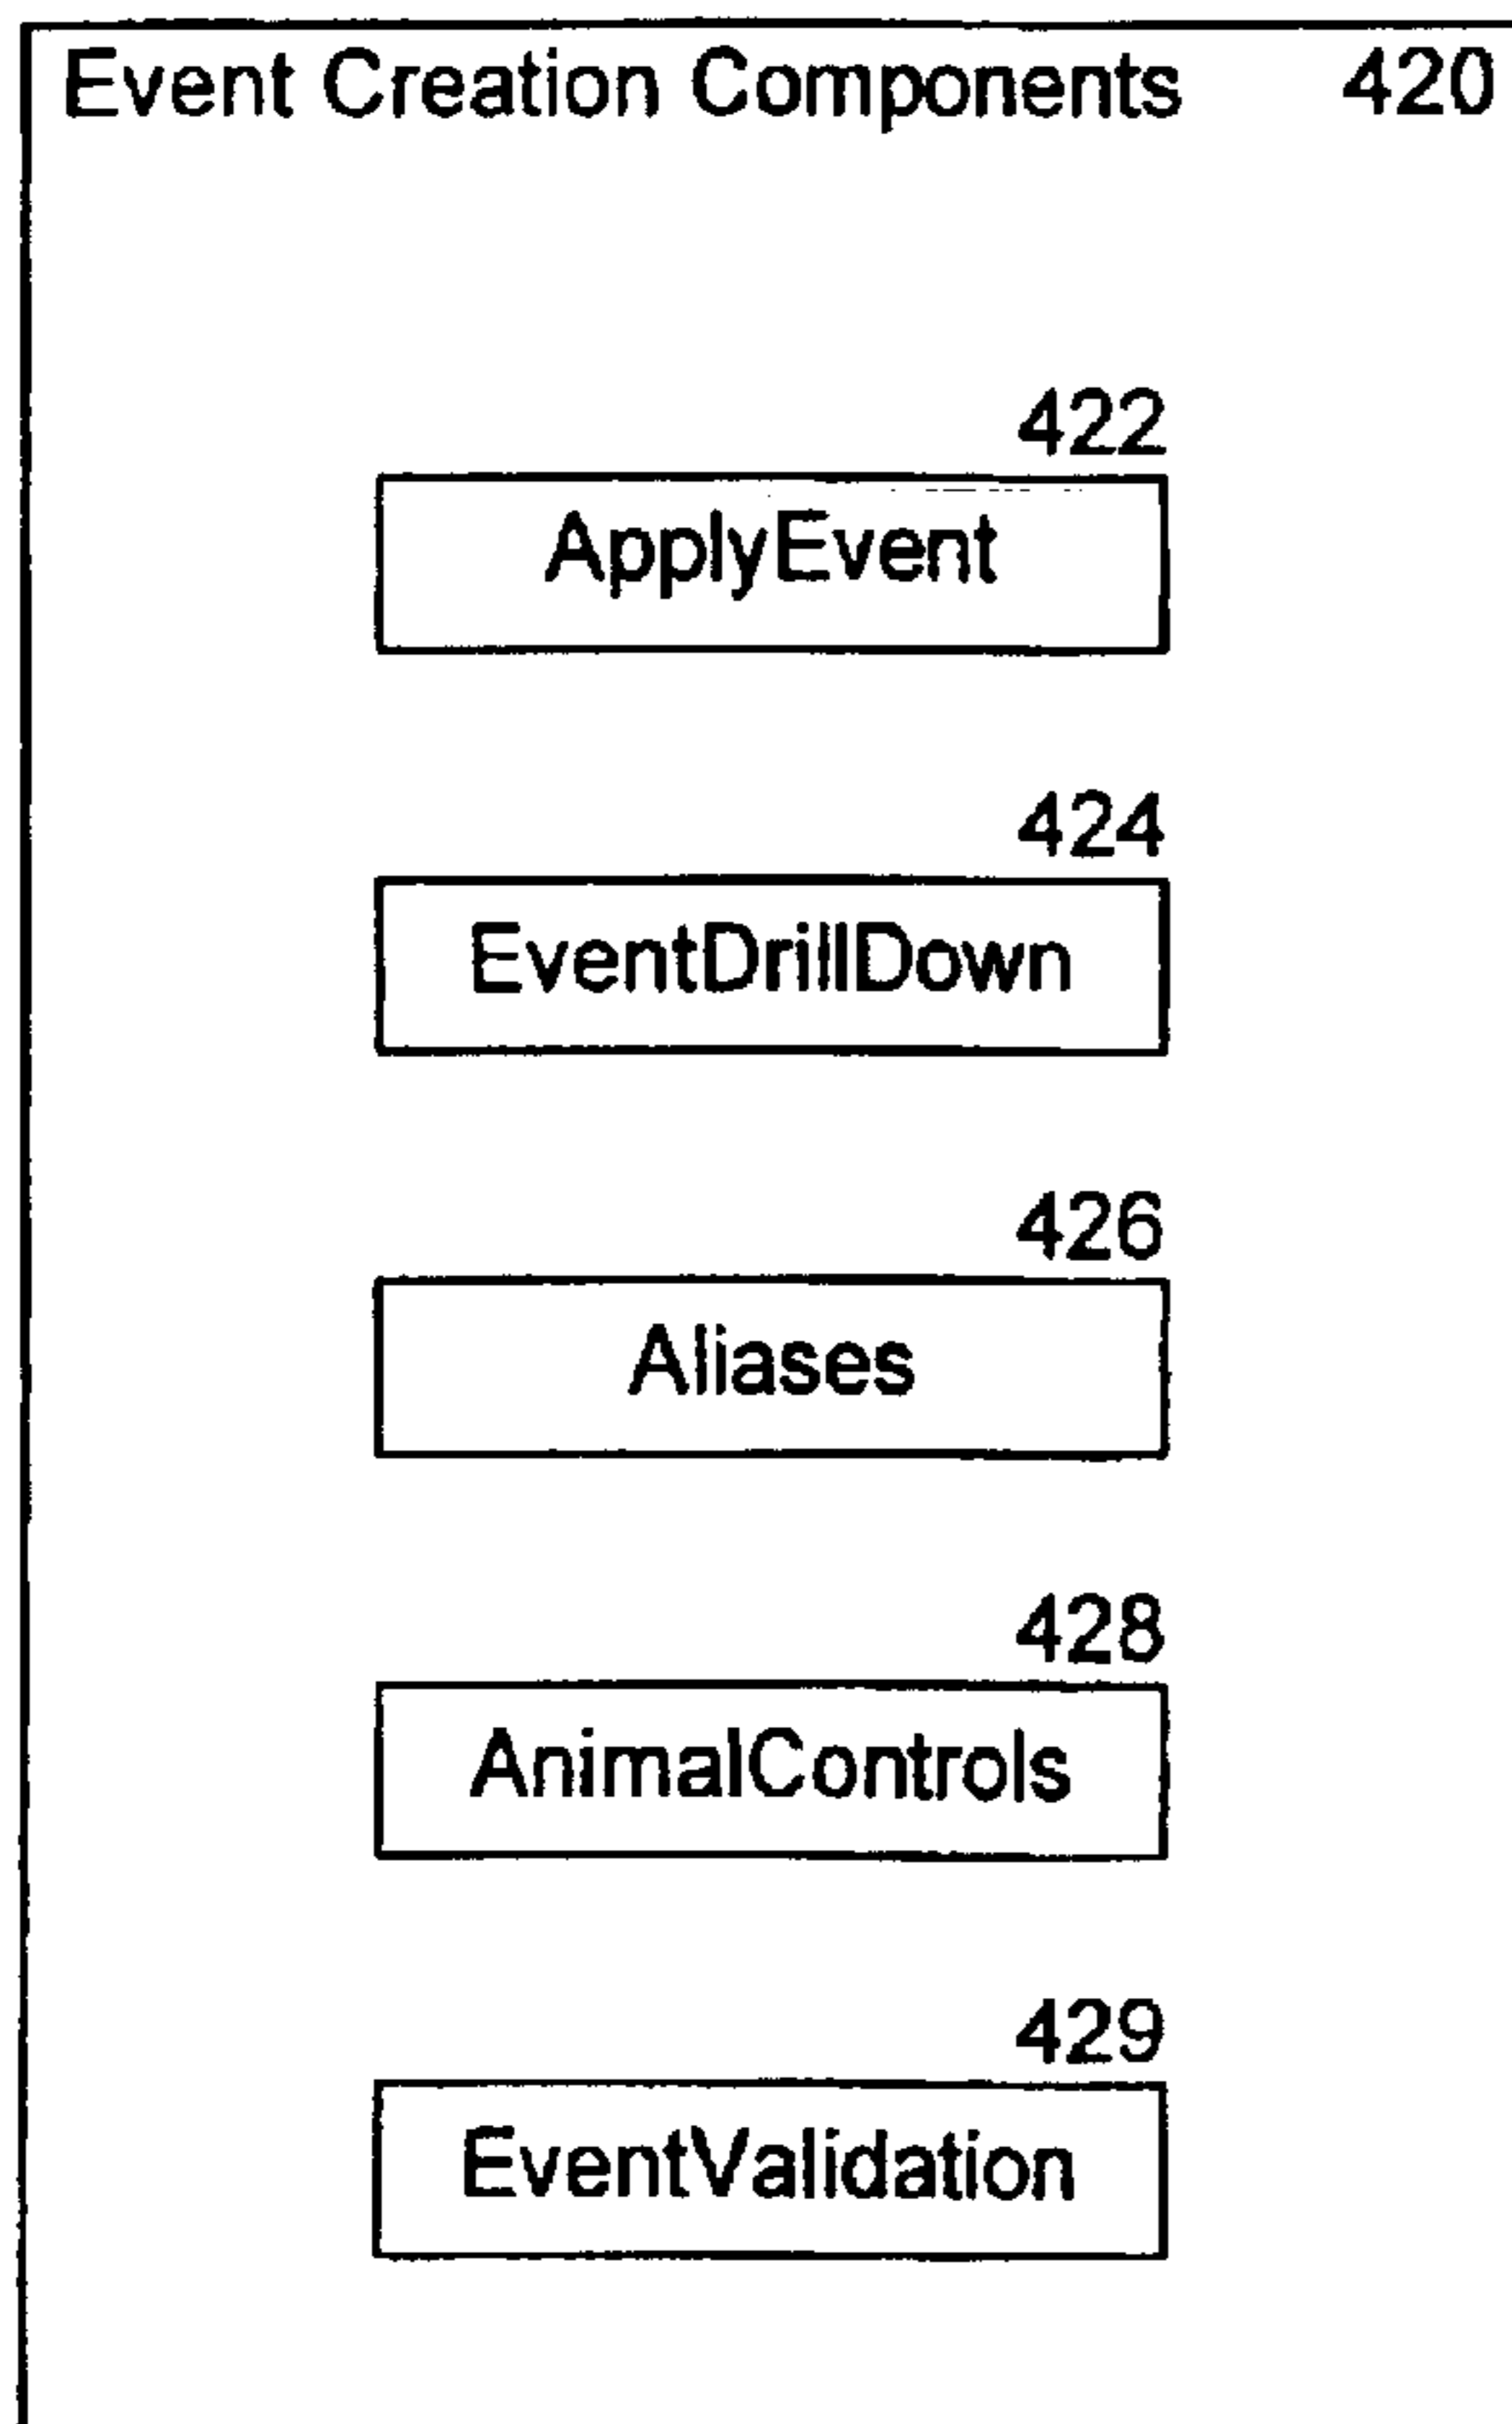 Event Creation Components 420
422
ApplyEvent
424
EventDrillDown
426
Aliases
428
AnimalControls
429
EventValidation